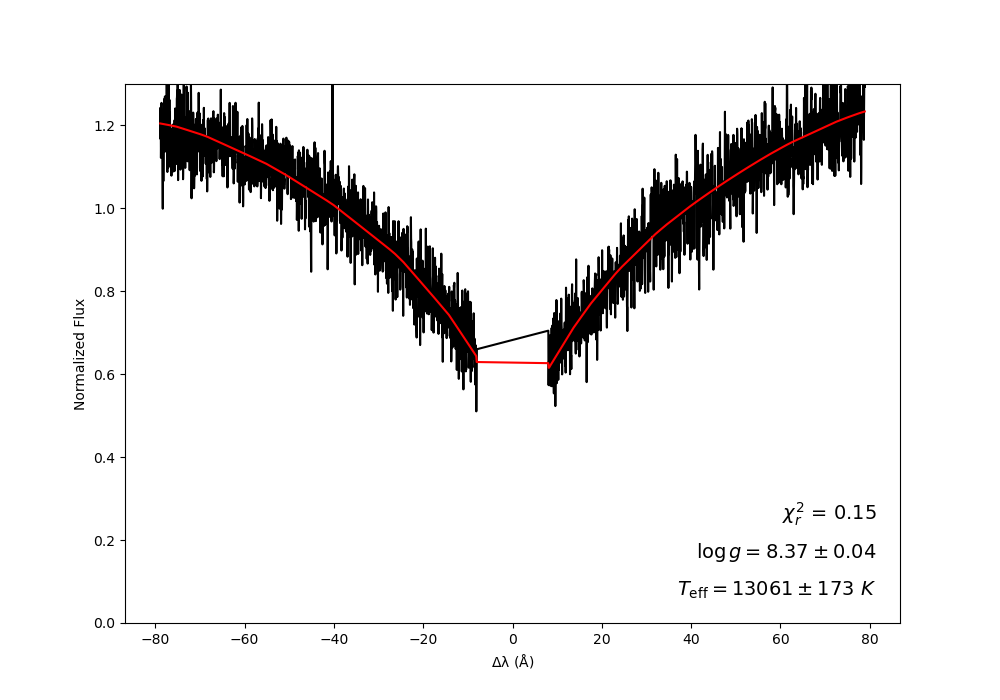 Normalized Flux
1.2
1.0
0.8
0.6
0.4
0.2
0.0
χ²ᵣ = 0.15
log g = 8.37 ± 0.04
T_eff = 13061 ± 173 K
−80 −60 −40 −20 0 20 40 60 80
Δλ (Å)